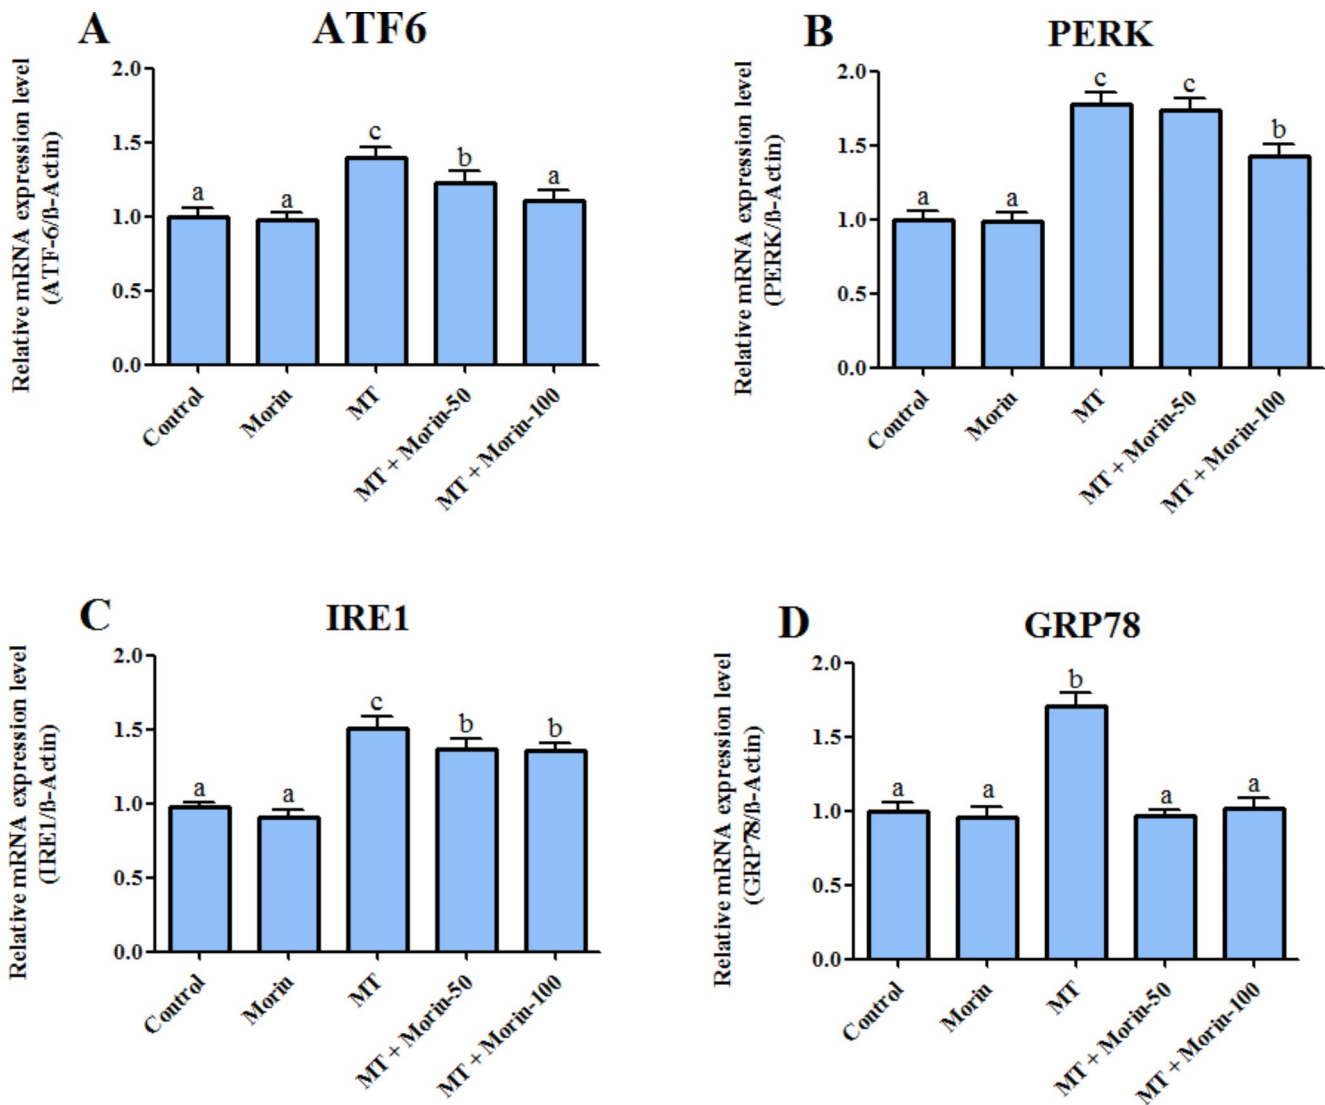 A
ATF6
Relative mRNA expression level
(ATF-6/ß-Actin)
2.0
1.5
1.0
0.5
0.0
a
a
c
b
a
Control
Morin
MT
MT + Morin-50
MT + Morin-100
B
PERK
Relative mRNA expression level
(PERK/ß-Actin)
2.0
1.5
1.0
0.5
0.0
a
a
c
c
b
Control
Morin
MT
MT + Morin-50
MT + Morin-100
C
IRE1
Relative mRNA expression level
(IRE1/ß-Actin)
2.0
1.5
1.0
0.5
0.0
a
a
c
b
b
Control
Morin
MT
MT + Morin-50
MT + Morin-100
D
GRP78
Relative mRNA expression level
(GRP78/ß-Actin)
2.0
1.5
1.0
0.5
0.0
a
a
b
a
a
Control
Morin
MT
MT + Morin-50
MT + Morin-100